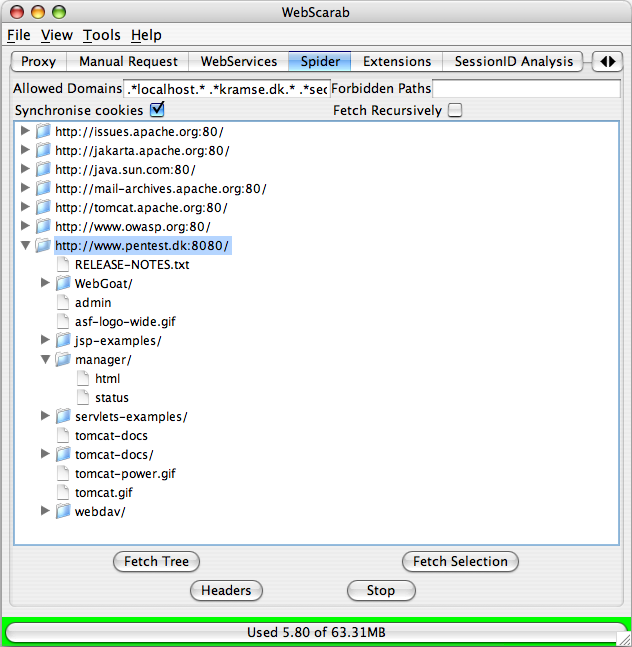 WebScarab
File View Tools Help
Proxy Manual Request WebServices Spider Extensions SessionID Analysis
Allowed Domains .*localhost.* .*kramse.dk.* .*sec Forbidden Paths
Synchronise cookies Fetch Recursively
http://issues.apache.org:80/
http://jakarta.apache.org:80/
http://java.sun.com:80/
http://mail-archives.apache.org:80/
http://tomcat.apache.org:80/
http://www.owasp.org:80/
http://www.pentest.dk:8080/
RELEASE-NOTES.txt
WebGoat/
admin
asf-logo-wide.gif
jsp-examples/
manager/
html
status
servlets-examples/
tomcat-docs
tomcat-docs/
tomcat-power.gif
tomcat.gif
webdav/
Fetch Tree Fetch Selection
Headers Stop
Used 5.80 of 63.31MB